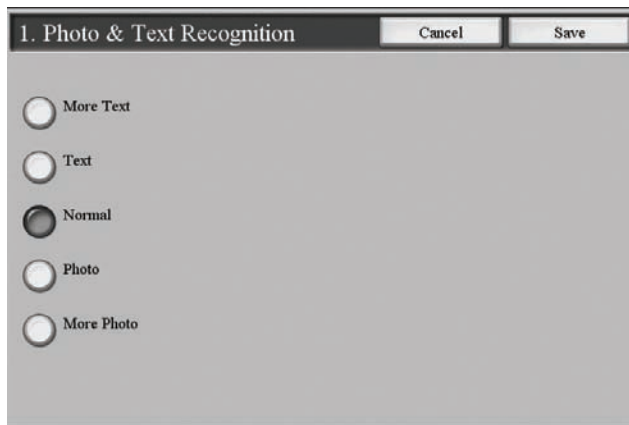 1. Photo & Text Recognition Cancel Save
More Text
Text
Normal
Photo
More Photo